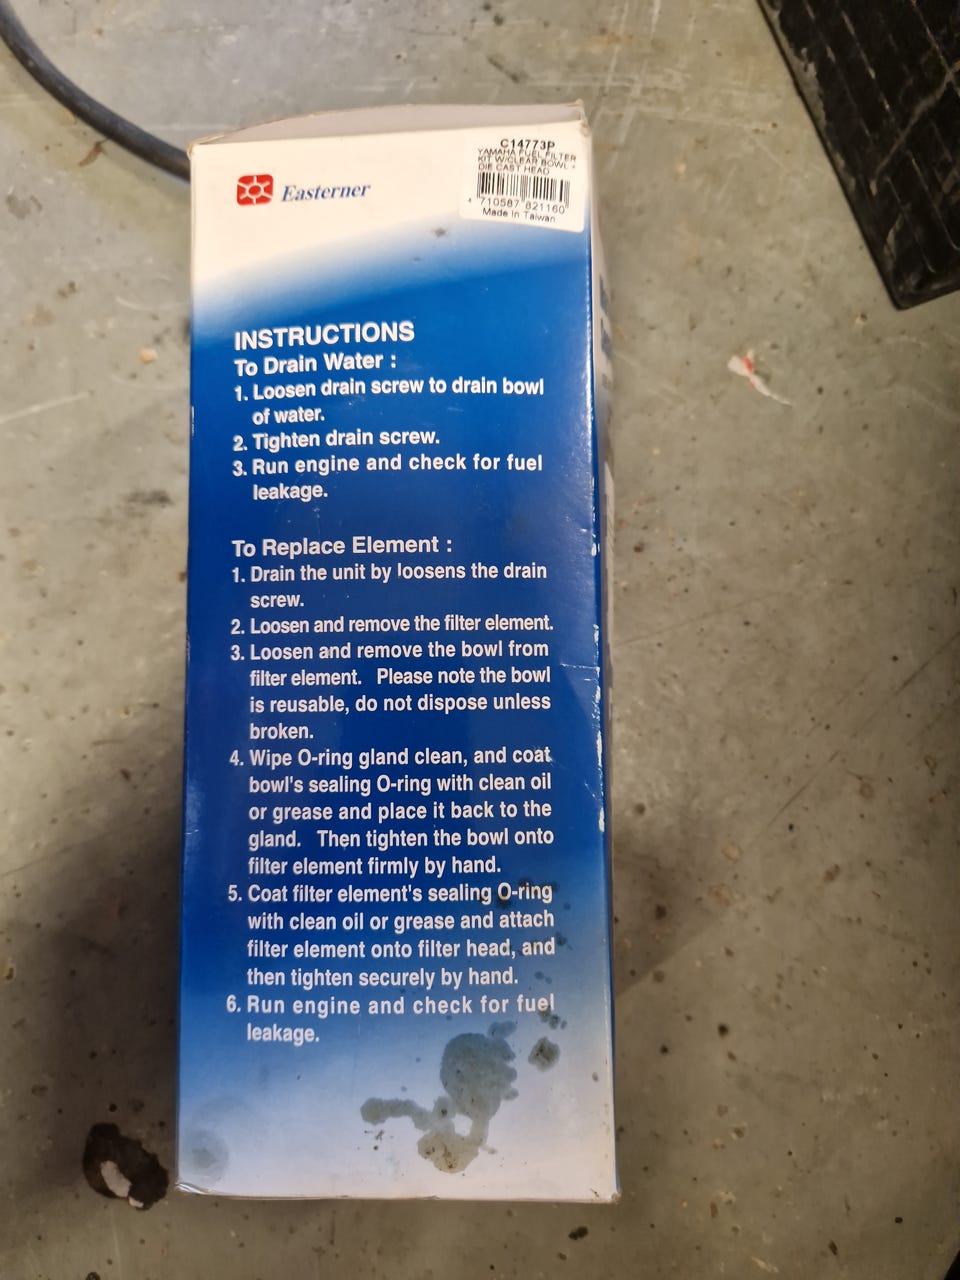 Easterner
C14773P
YAMAHA FUEL FILTER
KIT W/CLEAR BOWL +
DIE CAST HEAD
4 710587 821160
Made In Taiwan
INSTRUCTIONS
To Drain Water :
1. Loosen drain screw to drain bowl
of water.
2. Tighten drain screw.
3. Run engine and check for fuel
leakage.
To Replace Element :
1. Drain the unit by loosens the drain
screw.
2. Loosen and remove the filter element.
3. Loosen and remove the bowl from
filter element. Please note the bowl
is reusable, do not dispose unless
broken.
4. Wipe O-ring gland clean, and coat
bowl's sealing O-ring with clean oil
or grease and place it back to the
gland. Then tighten the bowl onto
filter element firmly by hand.
5. Coat filter element's sealing O-ring
with clean oil or grease and attach
filter element onto filter head, and
then tighten securely by hand.
6. Run engine and check for fuel
leakage.